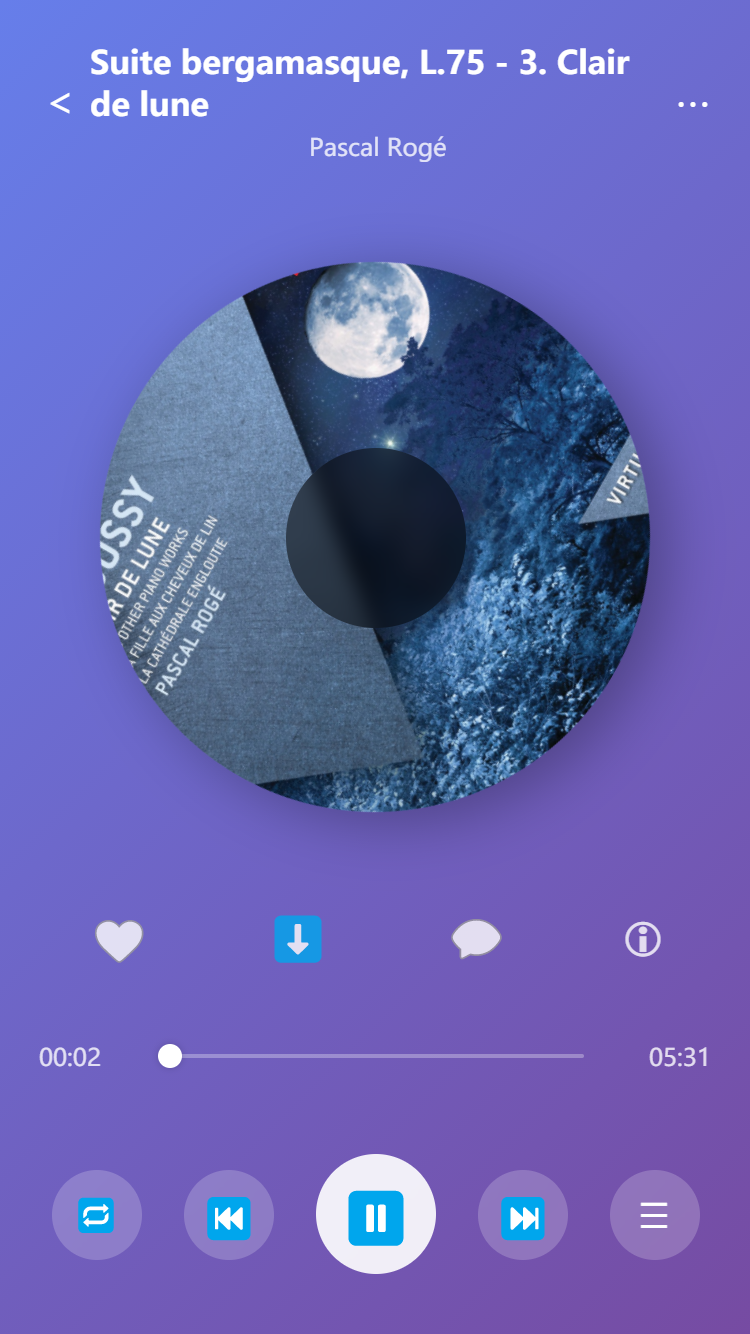 Suite bergamasque, L.75 - 3. Clair
de lune
Pascal Rogé
VIRTU
USSY
R DE LUNE
OTHER PIANO WORKS
FILLE AUX CHEVEUX DE LIN
LA CATHÉDRALE ENGLOUTIE
PASCAL ROGÉ
00:02
05:31